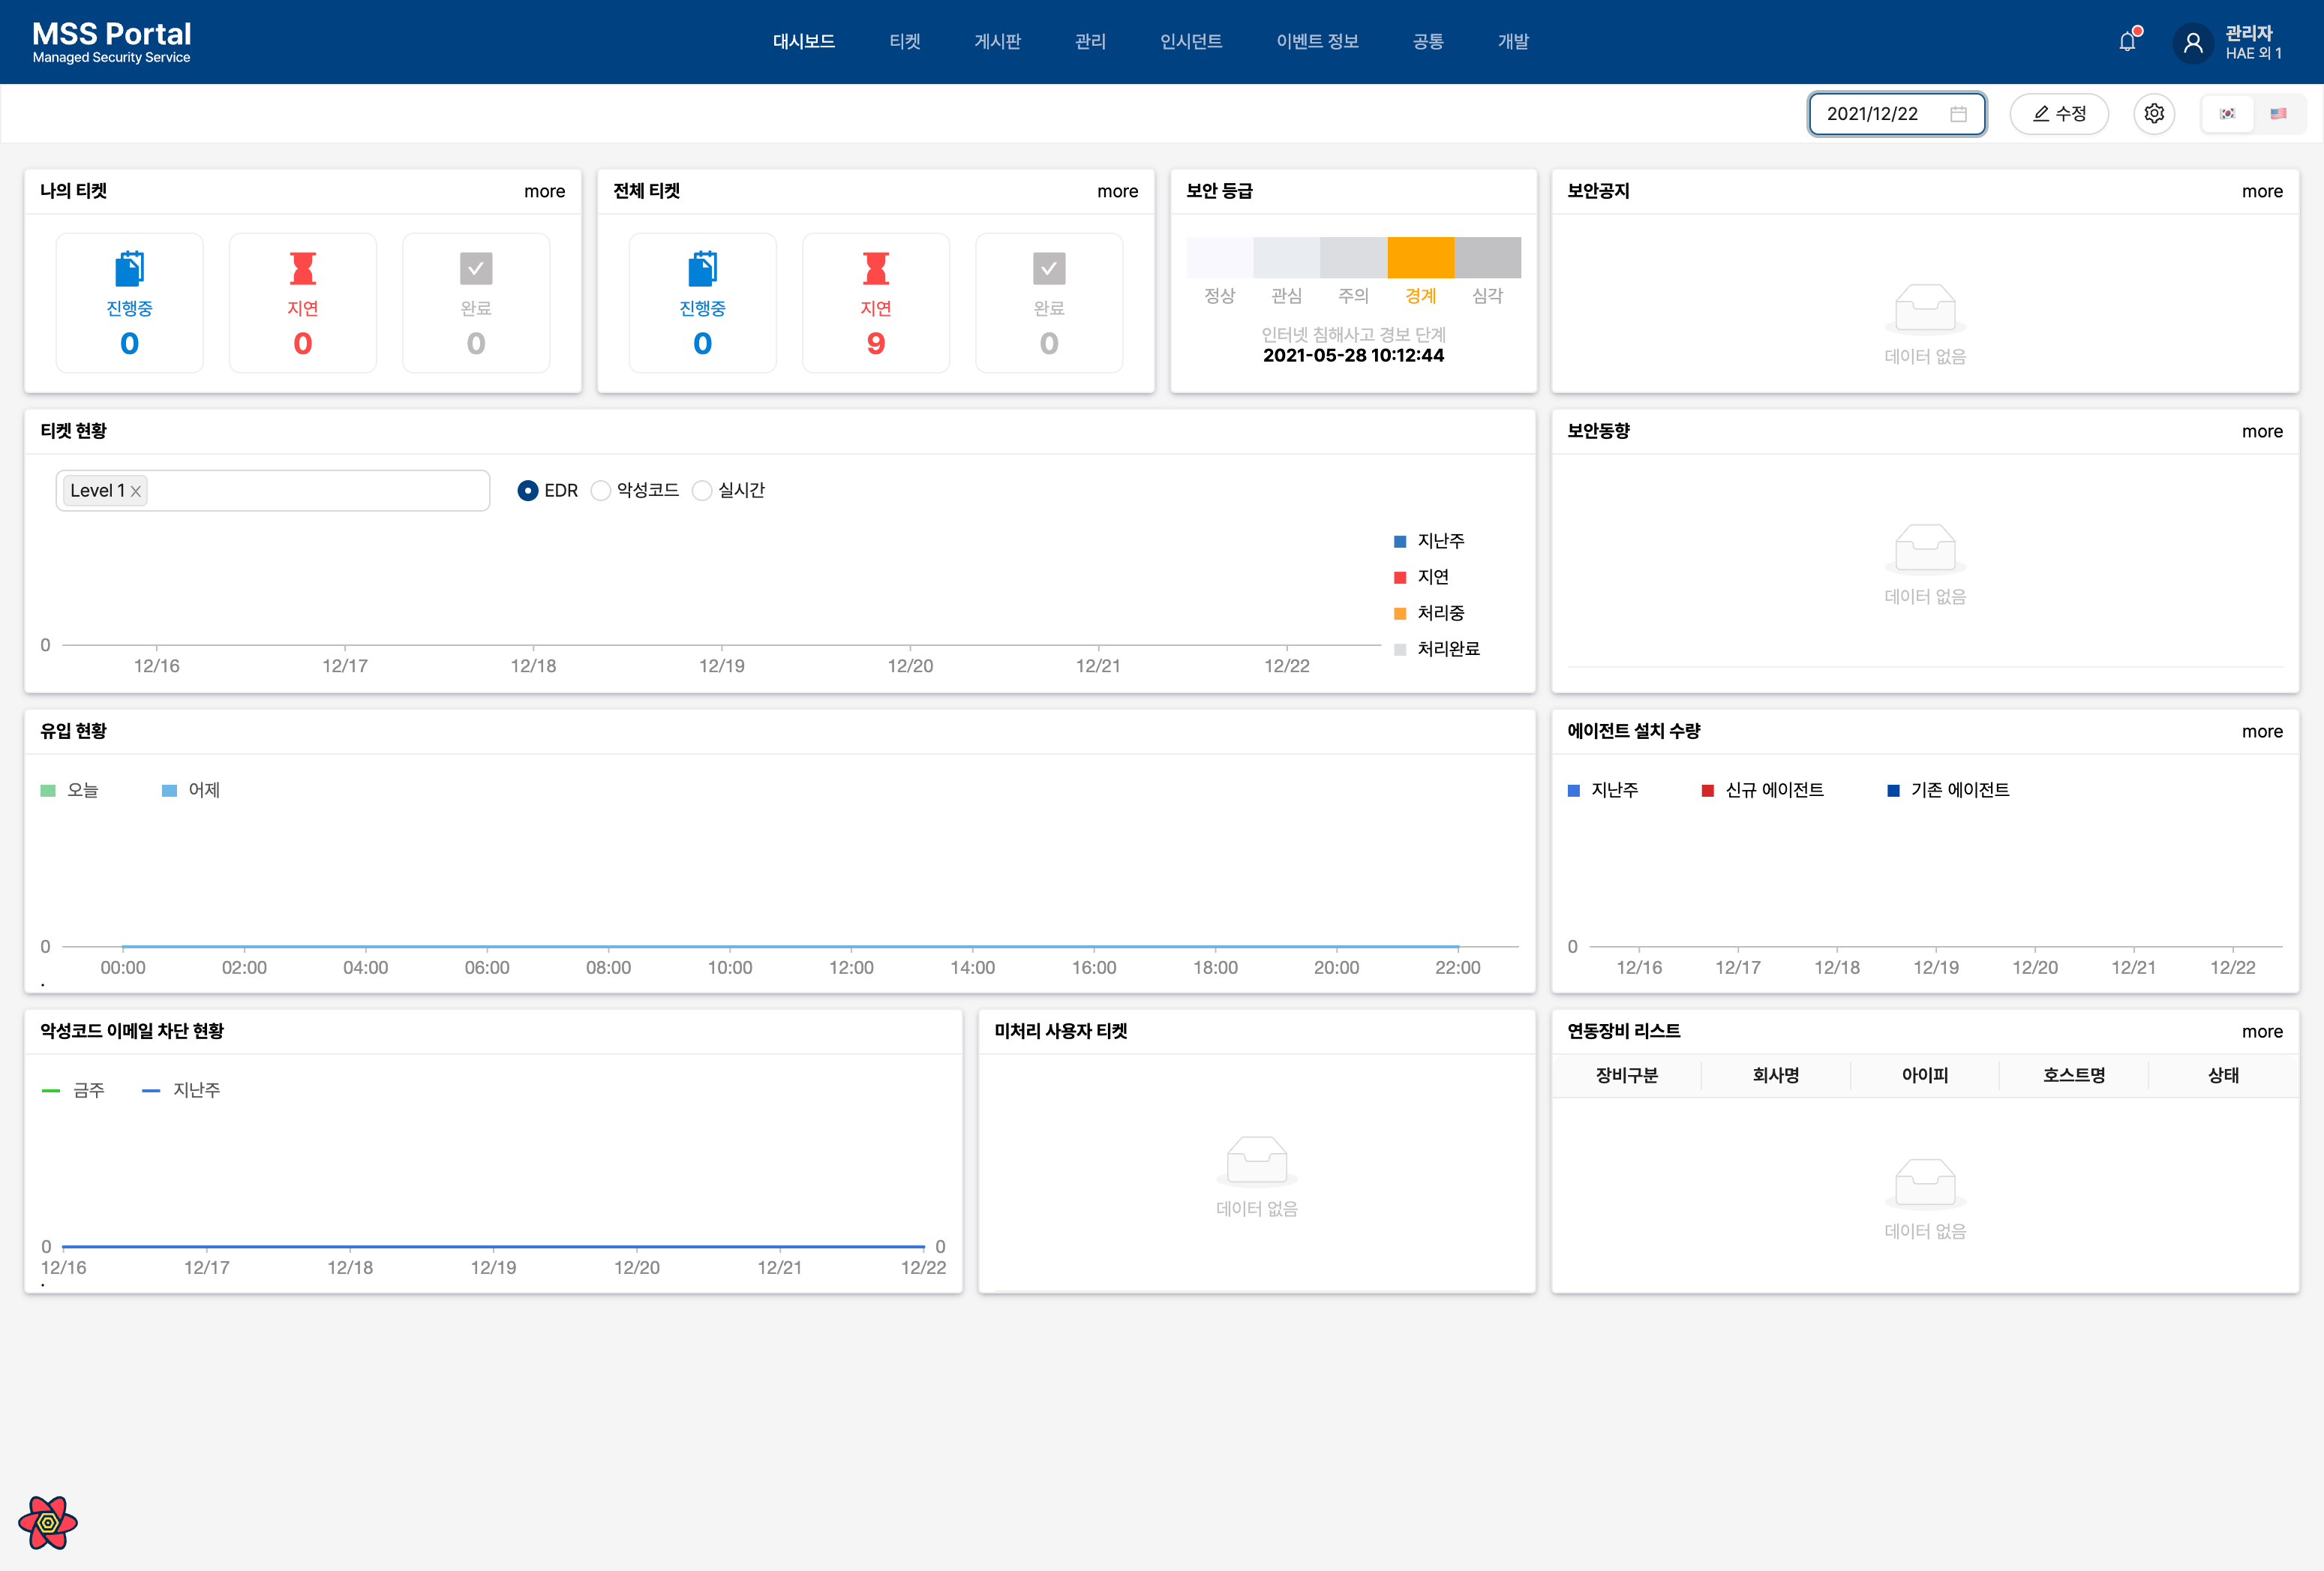 MSS Portal
Managed Security Service
대시보드 티켓 게시판 관리 인시던트 이벤트 정보 공통 개발
관리자
HAE 외 1
2021/12/22
수정
나의 티켓 more
진행중 지연 완료
0 0 0
전체 티켓 more
진행중 지연 완료
0 9 0
보안 등급
정상 관심 주의 경계 심각
인터넷 침해사고 경보 단계
2021-05-28 10:12:44
보안공지 more
데이터 없음
티켓 현황
Level 1
EDR 악성코드 실시간
지난주
지연
처리중
처리완료
0
12/16 12/17 12/18 12/19 12/20 12/21 12/22
보안동향 more
데이터 없음
유입 현황
오늘 어제
0
00:00 02:00 04:00 06:00 08:00 10:00 12:00 14:00 16:00 18:00 20:00 22:00
.
에이전트 설치 수량 more
지난주 신규 에이전트 기존 에이전트
0
12/16 12/17 12/18 12/19 12/20 12/21 12/22
악성코드 이메일 차단 현황
금주 지난주
0 0
12/16 12/17 12/18 12/19 12/20 12/21 12/22
.
미처리 사용자 티켓
데이터 없음
연동장비 리스트 more
장비구분 회사명 아이피 호스트명 상태
데이터 없음